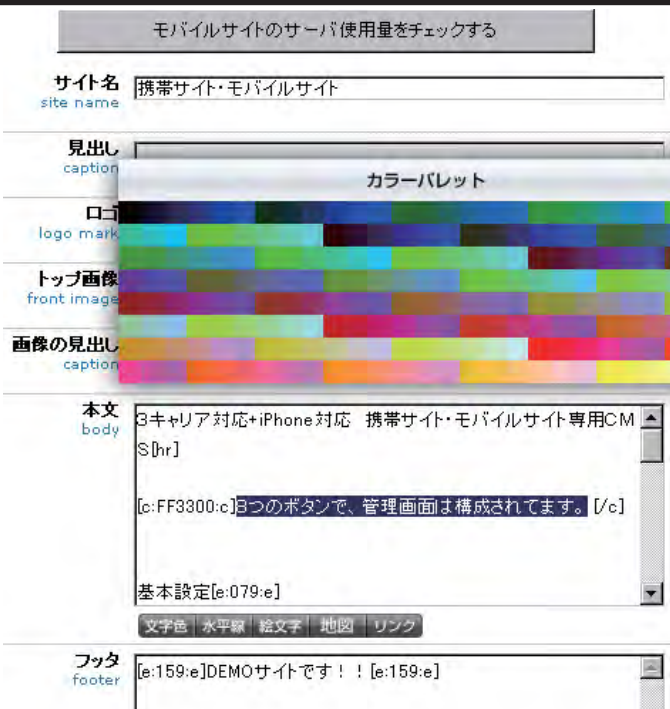 モバイルサイトのサーバ使用量をチェックする
サイト名
site name
携帯サイト・モバイルサイト
見出し
caption
カラーパレット
ロゴ
logo mark
トップ画像
front image
画像の見出し
caption
本文
body
3キャリア対応+iPhone対応 携帯サイト・モバイルサイト専用CM
S[hr]
[c:FF3300:c]3つのボタンで、管理画面は構成されてます。[/c]
基本設定[e:079:e]
文字色 水平線 絵文字 地図 リンク
フッタ
footer
[e:159:e]DEMOサイトです！！[e:159:e]